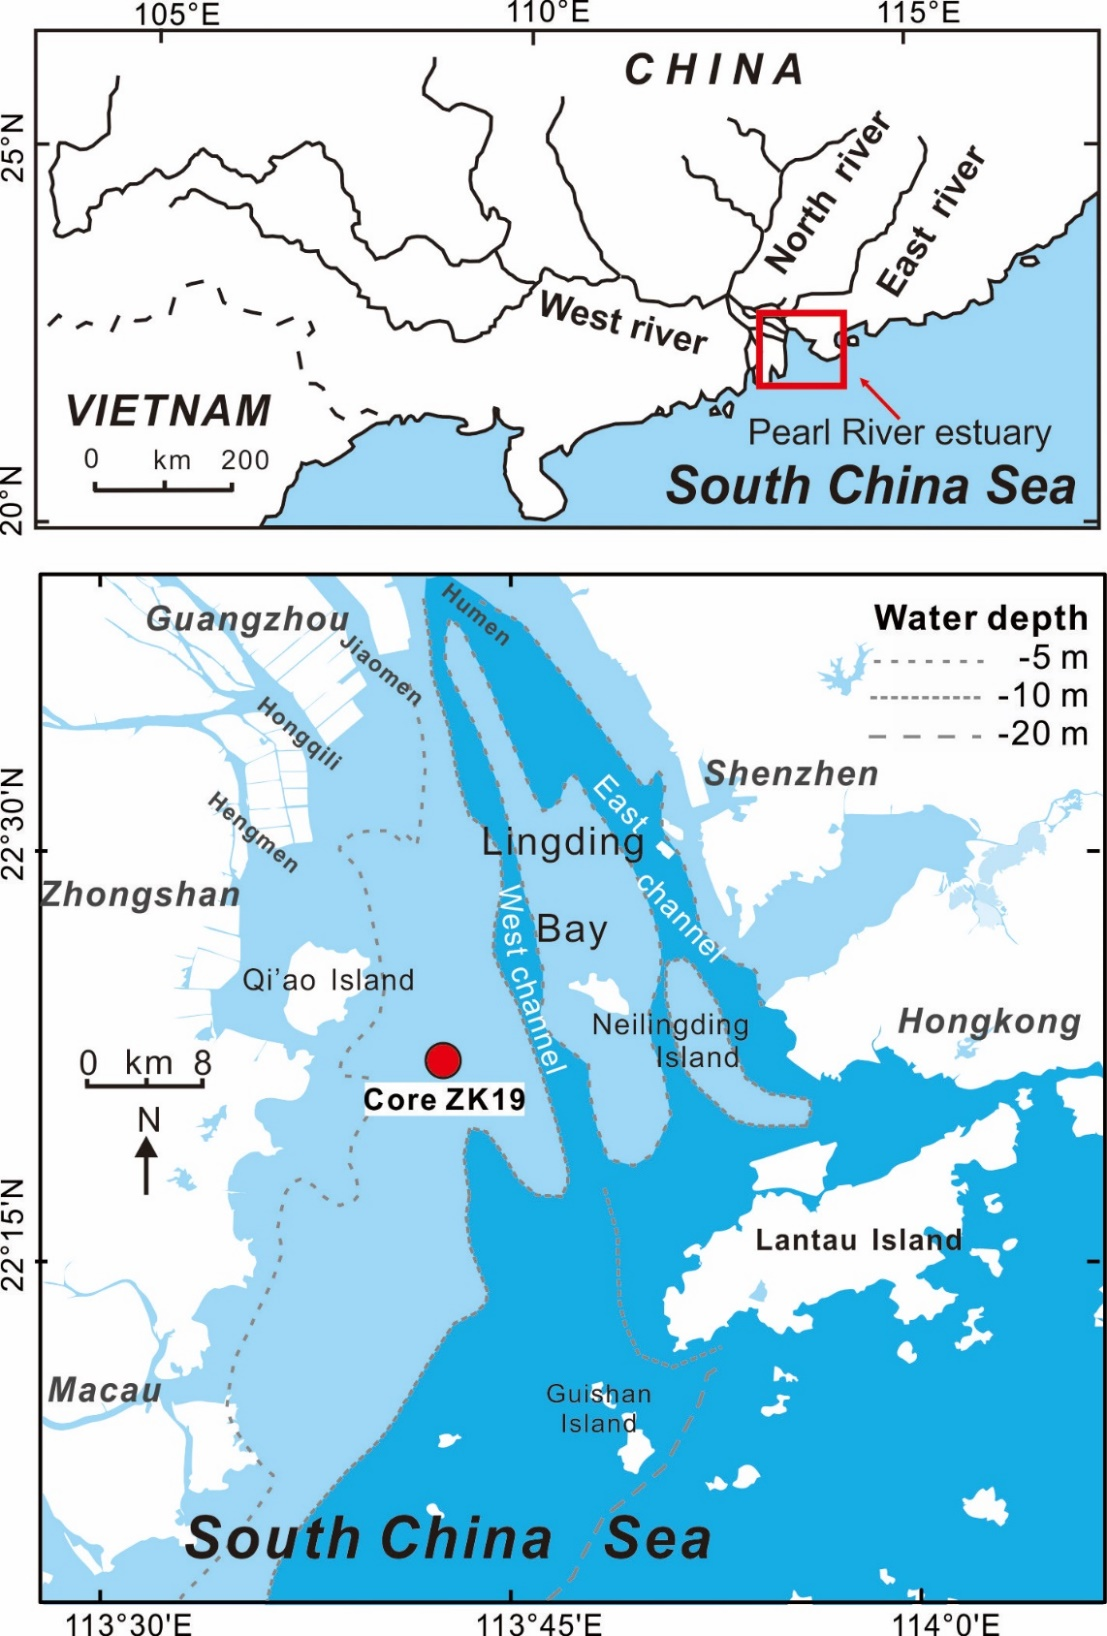 105°E
110°E
115°E
25°N
20°N
CHINA
North river
East river
West river
VIETNAM
0 km 200
Pearl River estuary
South China Sea
Humen
Guangzhou
Jiaomen
Water depth
-5 m
-10 m
-20 m
Hongqili
Shenzhen
Hengmen
22°30'N
East channel
Lingding
Bay
Zhongshan
West channel
Qi'ao Island
Neilingding
Island
Hongkong
0 km 8
N
Core ZK19
22°15'N
Lantau Island
Macau
Guishan
Island
South China Sea
113°30'E
113°45'E
114°0'E